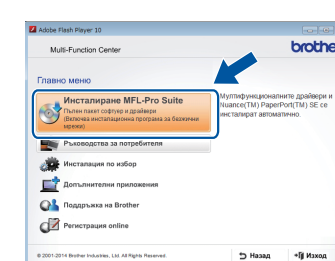 Adobe Flash Player 10
Multi-Function Center
brothe
Главно меню
Инсталиране MFL-Pro Suite
Пълен пакет софтуер и драйвери
(Включва инсталационна програма за безжични
мрежи)
Мултифункционалните драйвери и
Nuance(TM) PaperPort(TM) SE се
инсталират автоматично.
Ръководства за потребителя
Инсталация по избор
Допълнителни приложения
Поддръжка на Brother
Регистрация online
© 2001-2014 Brother Industries, Ltd. All Rights Reserved.
Назад
Изход